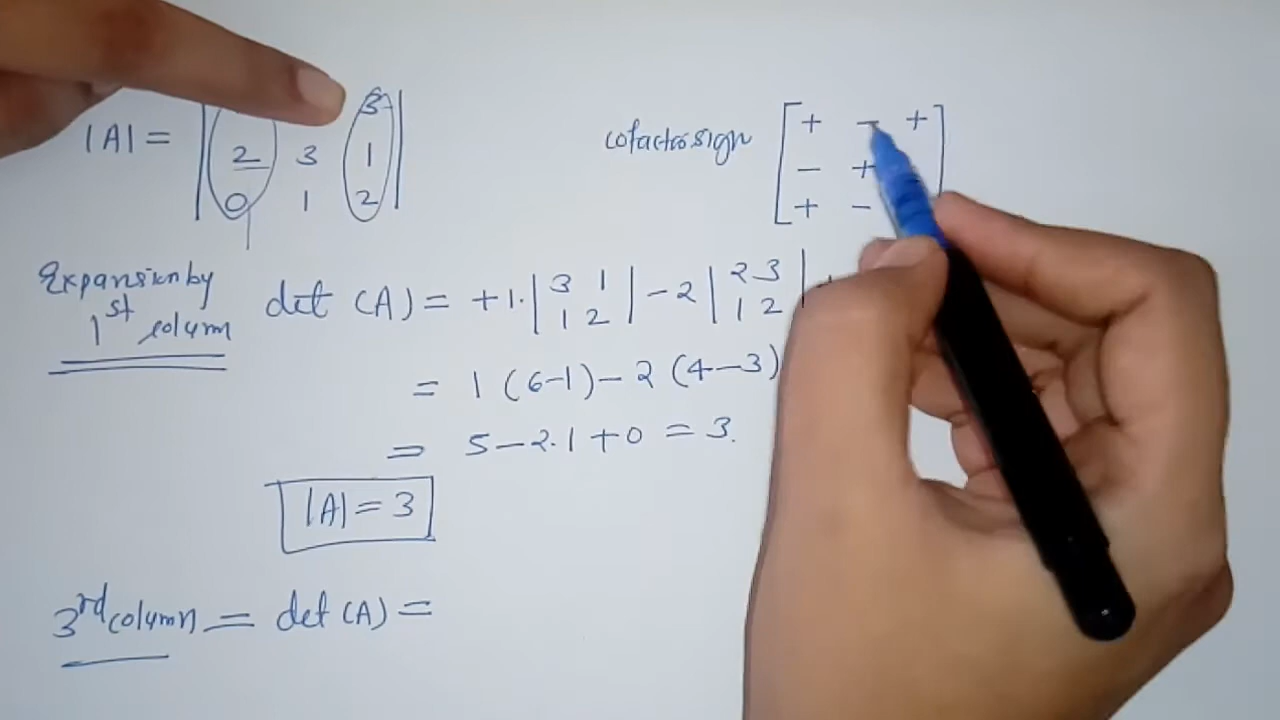 |A| = | 3 |
2 3 1
0 1 2
cofactor sign [ + − +
− +
+ − ]
Expansion by
1st column
det (A) = +1. | 3 1 | − 2 | 2 3 | +
| 1 2 | | 1 2 |
= 1 (6−1) − 2 (4−3)
= 5 − 2.1 + 0 = 3.
|A| = 3
3rd column = det (A) =